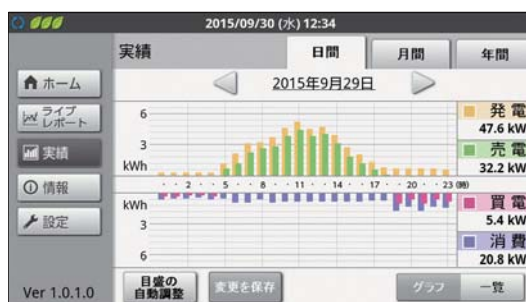 2015/09/30 (水) 12:34
実績
日間
月間
年間
ホーム
ライブ
レポート
実績
情報
設定
Ver 1.0.1.0
2015年9月29日
6
3
kWh
2 5 8 11 14 17 20 23 (時)
kWh
3
6
発電
47.6 kW
売電
32.2 kW
買電
5.4 kW
消費
20.8 kW
目盛の
自動調整
変更を保存
グラフ
一覧